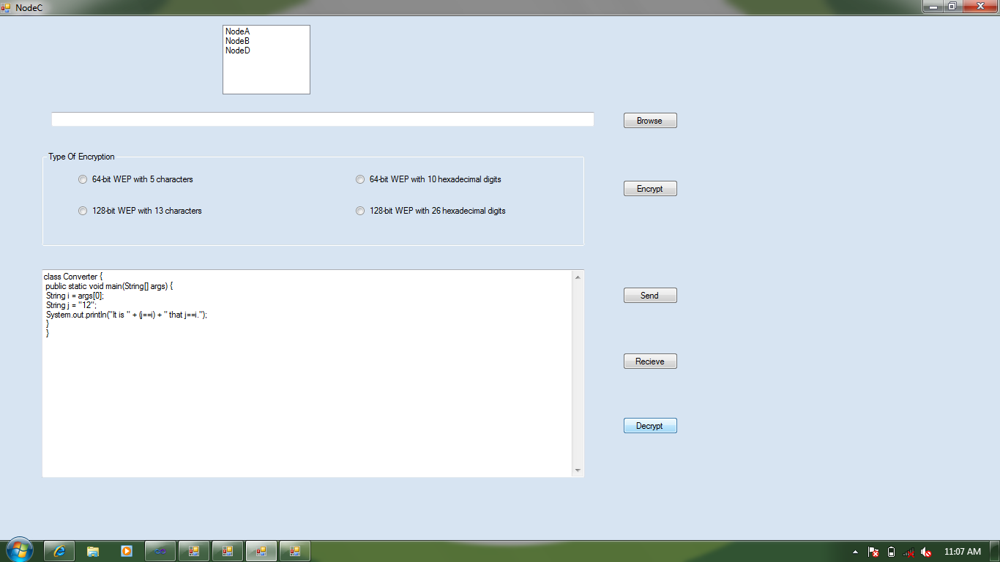 NodeC
NodeA
NodeB
NodeD
Browse
Type Of Encryption
64-bit WEP with 5 characters
64-bit WEP with 10 hexadecimal digits
Encrypt
128-bit WEP with 13 characters
128-bit WEP with 26 hexadecimal digits
class Converter {
public static void main(String[] args) {
String i = args[0];
String j = "12";
System.out.println("It is " + (j==i) + " that j==i.");
}
}
Send
Recieve
Decrypt
11:07 AM